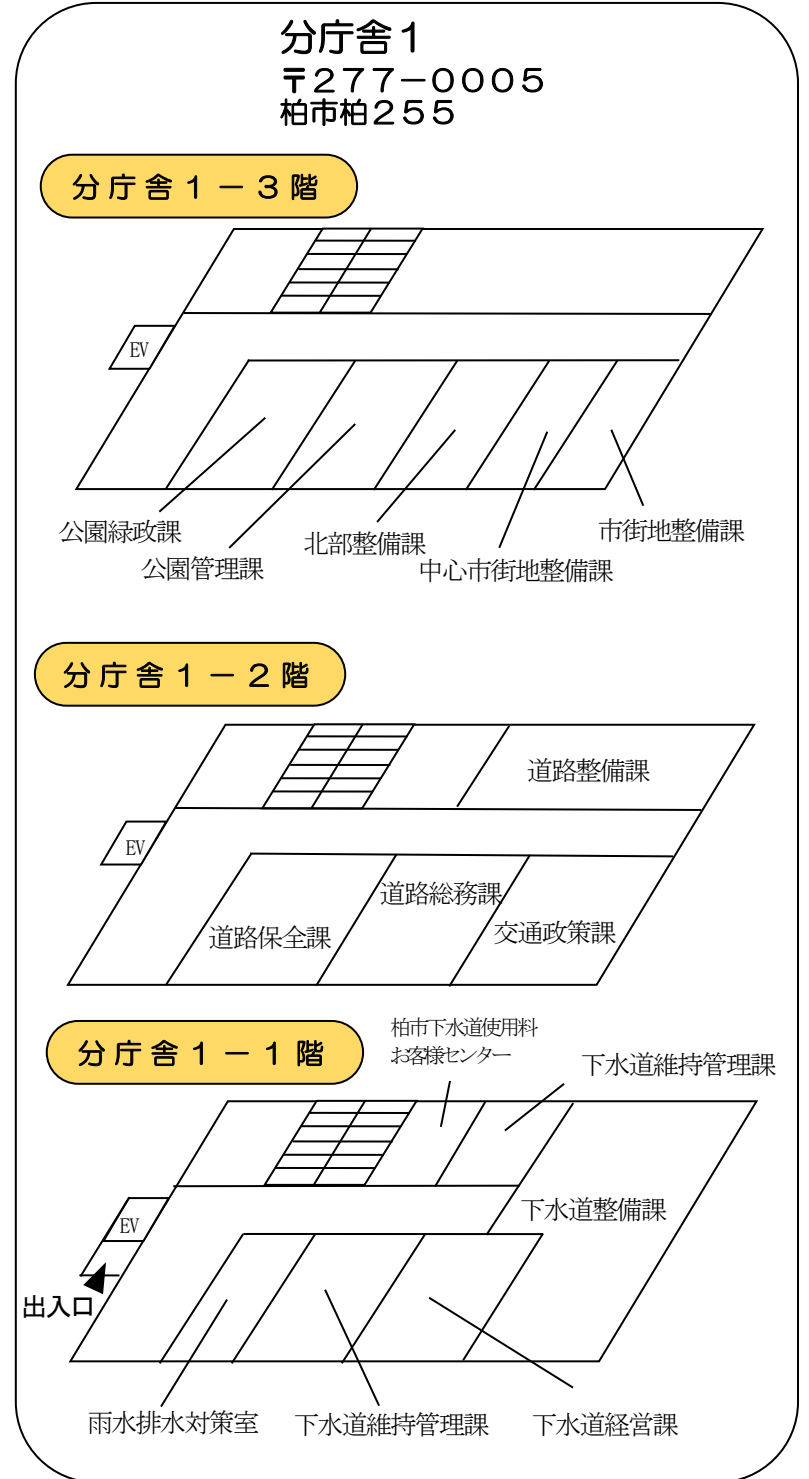 分庁舎１
〒２７７－０００５
柏市柏２５５
分庁舎１－３階
EV
公園緑政課
公園管理課
北部整備課
中心市街地整備課
市街地整備課
分庁舎１－２階
道路整備課
EV
道路総務課
道路保全課
交通政策課
分庁舎１－１階
柏市下水道使用料
お客様センター
下水道維持管理課
下水道整備課
EV
出入口
雨水排水対策室
下水道維持管理課
下水道経営課